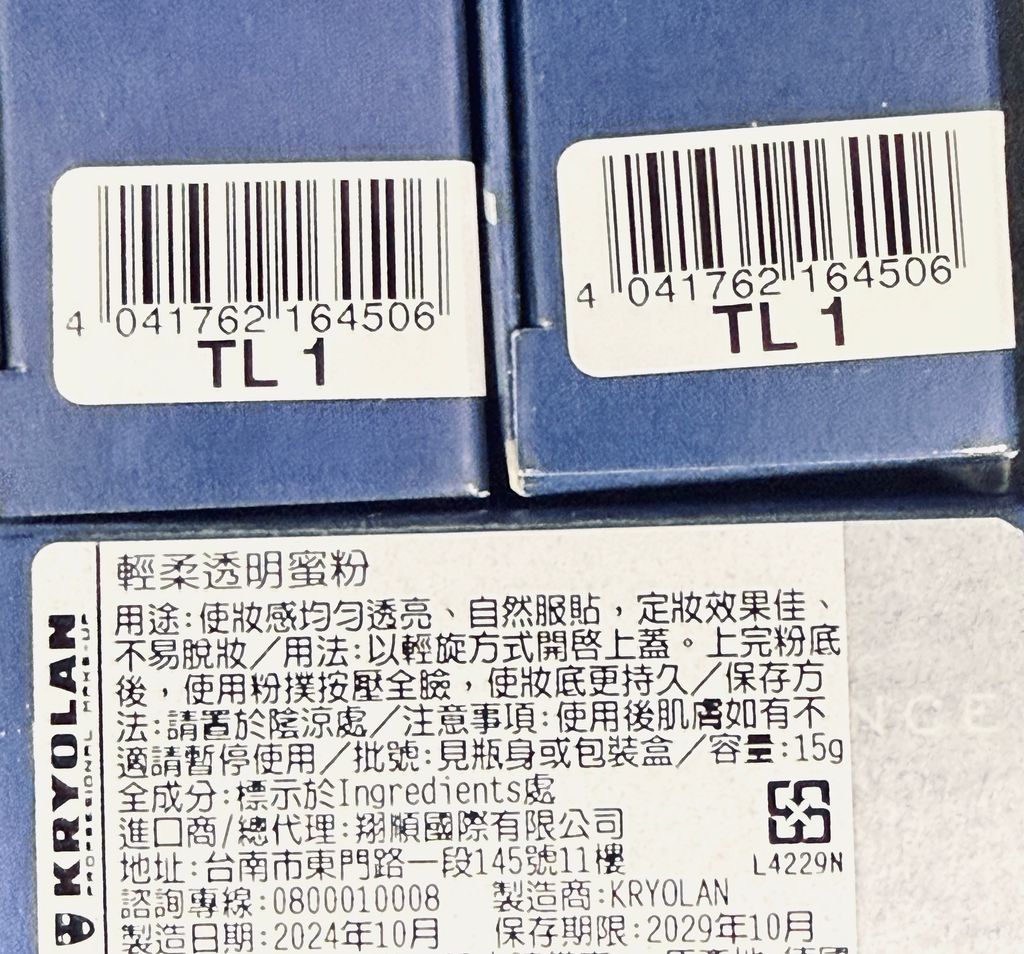 4 041762 164506
TL 1
4 041762 164506
TL 1
KRYOLAN
PROFESSIONAL MAKE-UP
輕柔透明蜜粉
用途:使妝感均勻透亮、自然服貼，定妝效果佳、
不易脫妝／用法:以輕旋方式開啓上蓋。上完粉底
後，使用粉撲按壓全臉，使妝底更持久／保存方
法:請置於陰涼處／注意事項:使用後肌膚如有不
適請暫停使用／批號:見瓶身或包裝盒／容量:15g
全成分:標示於Ingredients處
進口商/總代理:翔順國際有限公司
地址:台南市東門路一段145號11樓
L4229N
諮詢專線:0800010008 製造商:KRYOLAN
製造日期:2024年10月 保存期限:2029年10月